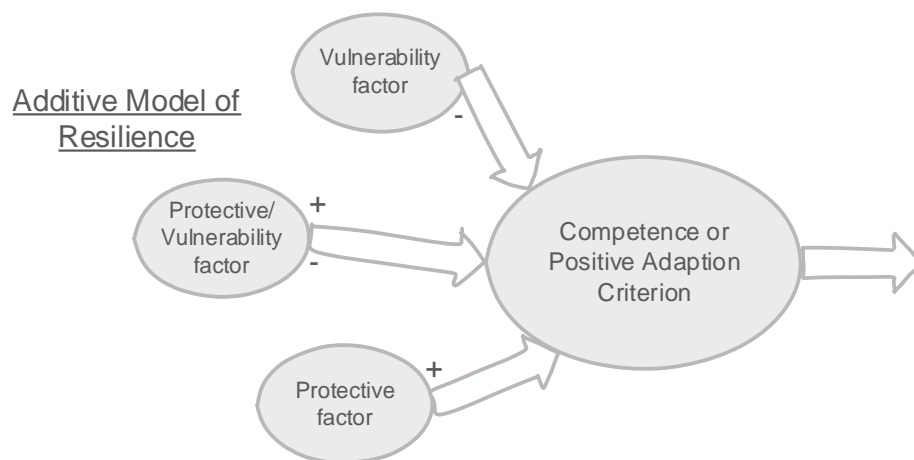 Additive Model of
Resilience
Vulnerability
factor
-
Protective/
Vulnerability
factor
+
-
Protective
factor
+
Competence or
Positive Adaption
Criterion